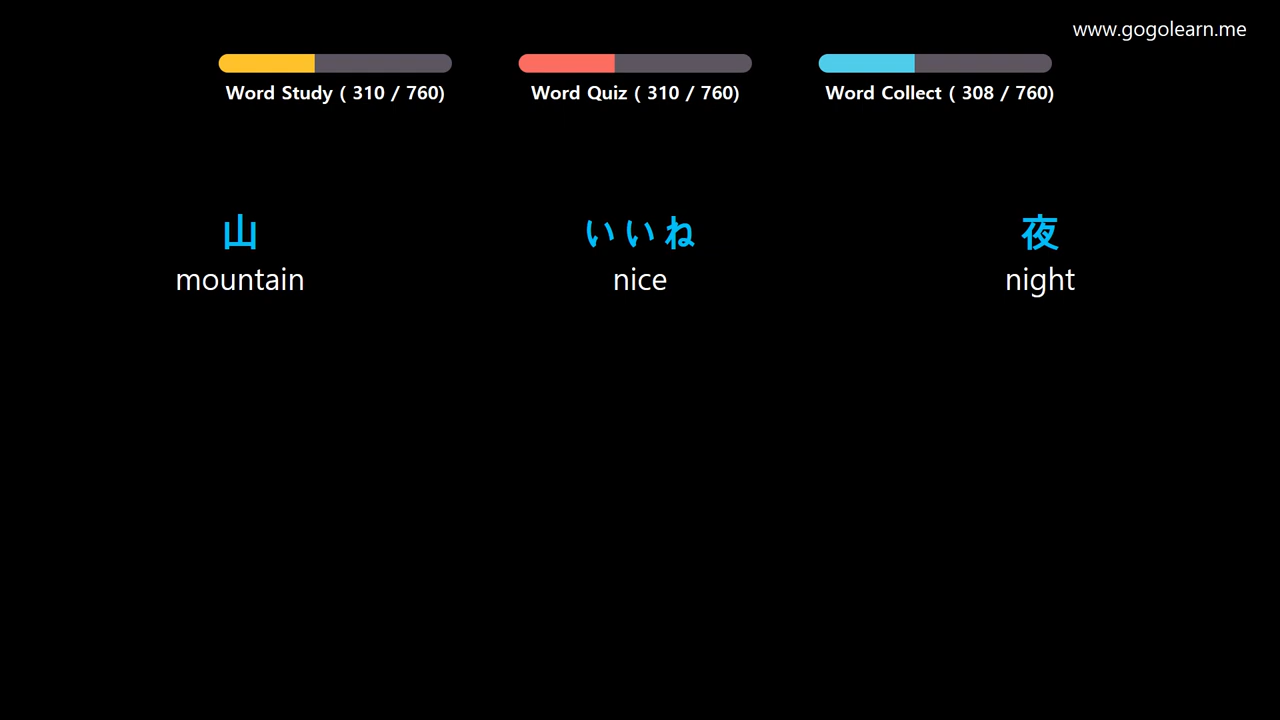 www.gogolearn.me
Word Study ( 310 / 760)
Word Quiz ( 310 / 760)
Word Collect ( 308 / 760)
山
mountain
いいね
nice
夜
night